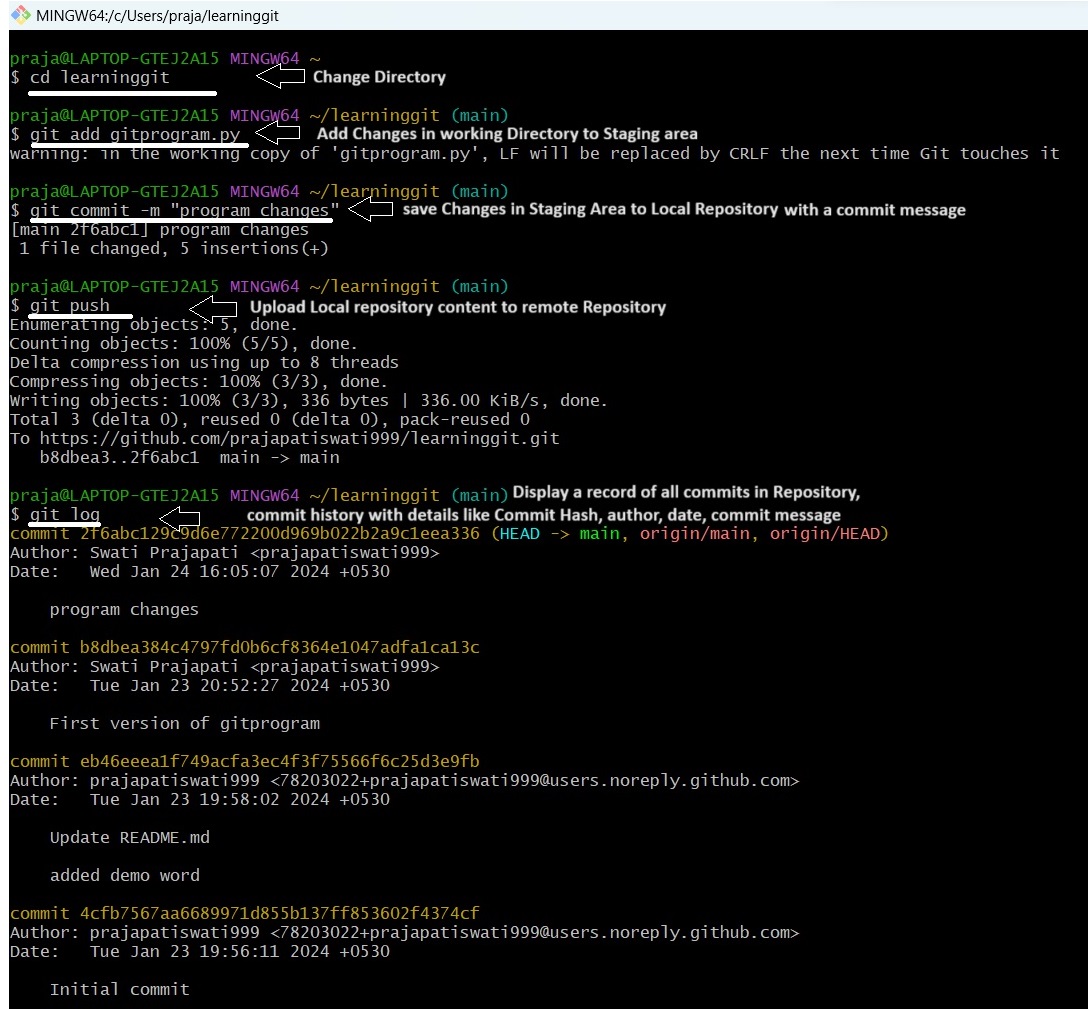 MINGW64:/c/Users/praja/learninggit
praja@LAPTOP-GTEJ2A15 MINGW64 ~
$ cd learninggit Change Directory
praja@LAPTOP-GTEJ2A15 MINGW64 ~/learninggit (main)
$ git add gitprogram.py Add Changes in working Directory to Staging area
warning: in the working copy of 'gitprogram.py', LF will be replaced by CRLF the next time Git touches it
praja@LAPTOP-GTEJ2A15 MINGW64 ~/learninggit (main)
$ git commit -m "program changes" save Changes in Staging Area to Local Repository with a commit message
[main 2f6abc1] program changes
1 file changed, 5 insertions(+)
praja@LAPTOP-GTEJ2A15 MINGW64 ~/learninggit (main)
$ git push Upload Local repository content to remote Repository
Enumerating objects: 5, done.
Counting objects: 100% (5/5), done.
Delta compression using up to 8 threads
Compressing objects: 100% (3/3), done.
Writing objects: 100% (3/3), 336 bytes | 336.00 KiB/s, done.
Total 3 (delta 0), reused 0 (delta 0), pack-reused 0
To https://github.com/prajapatiswati999/learninggit.git
b8dbea3..2f6abc1 main -> main
praja@LAPTOP-GTEJ2A15 MINGW64 ~/learninggit (main) Display a record of all commits in Repository,
$ git log commit history with details like Commit Hash, author, date, commit message
commit 2f6abc129c9d6e772200d969b022b2a9c1eea336 (HEAD -> main, origin/main, origin/HEAD)
Author: Swati Prajapati <prajapatiswati999>
Date: Wed Jan 24 16:05:07 2024 +0530
program changes
commit b8dbea384c4797fd0b6cf8364e1047adfa1ca13c
Author: Swati Prajapati <prajapatiswati999>
Date: Tue Jan 23 20:52:27 2024 +0530
First version of gitprogram
commit eb46eeea1f749acfa3ec4f3f75566f6c25d3e9fb
Author: prajapatiswati999 <78203022+prajapatiswati999@users.noreply.github.com>
Date: Tue Jan 23 19:58:02 2024 +0530
Update README.md
added demo word
commit 4cfb7567aa6689971d855b137ff853602f4374cf
Author: prajapatiswati999 <78203022+prajapatiswati999@users.noreply.github.com>
Date: Tue Jan 23 19:56:11 2024 +0530
Initial commit